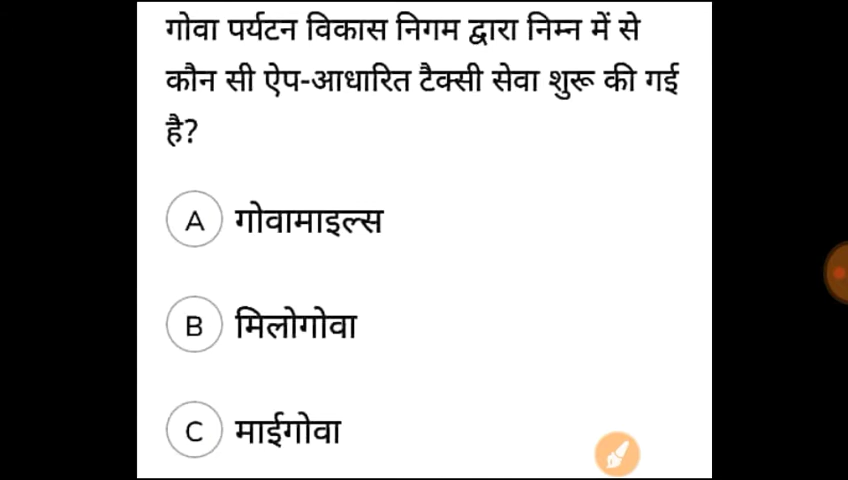 गोवा पर्यटन विकास निगम द्वारा निम्न में से
कौन सी ऐप-आधारित टैक्सी सेवा शुरू की गई
है?
A गोवामाइल्स
B मिलोगोवा
C माईगोवा